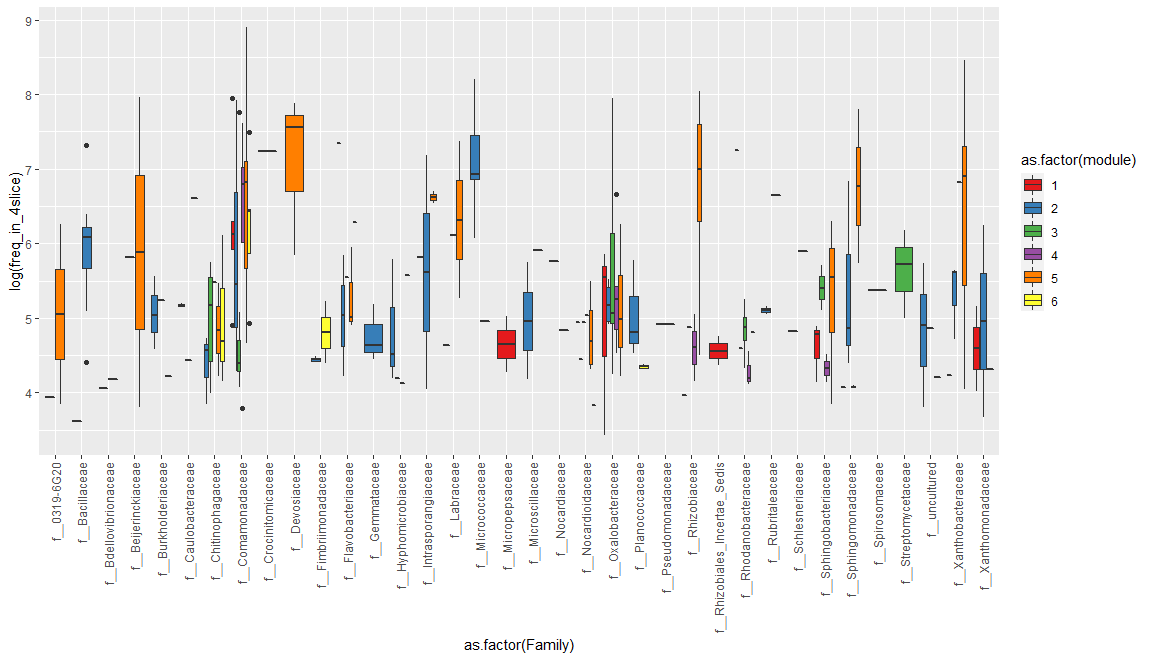 9
8
7
6
5
4
log(freq_in_4slice)
f__0319-6G20
f__Bacillaceae
f__Bdellovibrionaceae
f__Beijerinckiaceae
f__Burkholderiaceae
f__Caulobacteraceae
f__Chitinophagaceae
f__Comamonadaceae
f__Crocinitomicaceae
f__Devosiaceae
f__Fimbriimonadaceae
f__Flavobacteriaceae
f__Gemmataceae
f__Hyphomicrobiaceae
f__Intrasporangiaceae
f__Labraceae
f__Micrococcaceae
f__Micropepsaceae
f__Microscillaceae
f__Nocardiaceae
f__Nocardioidaceae
f__Oxalobacteraceae
f__Planococcaceae
f__Pseudomonadaceae
f__Rhizobiaceae
f__Rhizobiales_Incertae_Sedis
f__Rhodanobacteraceae
f__Rubritaleaceae
f__Schlesneriaceae
f__Sphingobacteriaceae
f__Sphingomonadaceae
f__Spirosomaceae
f__Streptomycetaceae
f__uncultured
f__Xanthobacteraceae
f__Xanthomonadaceae
as.factor(Family)
as.factor(module)
1
2
3
4
5
6